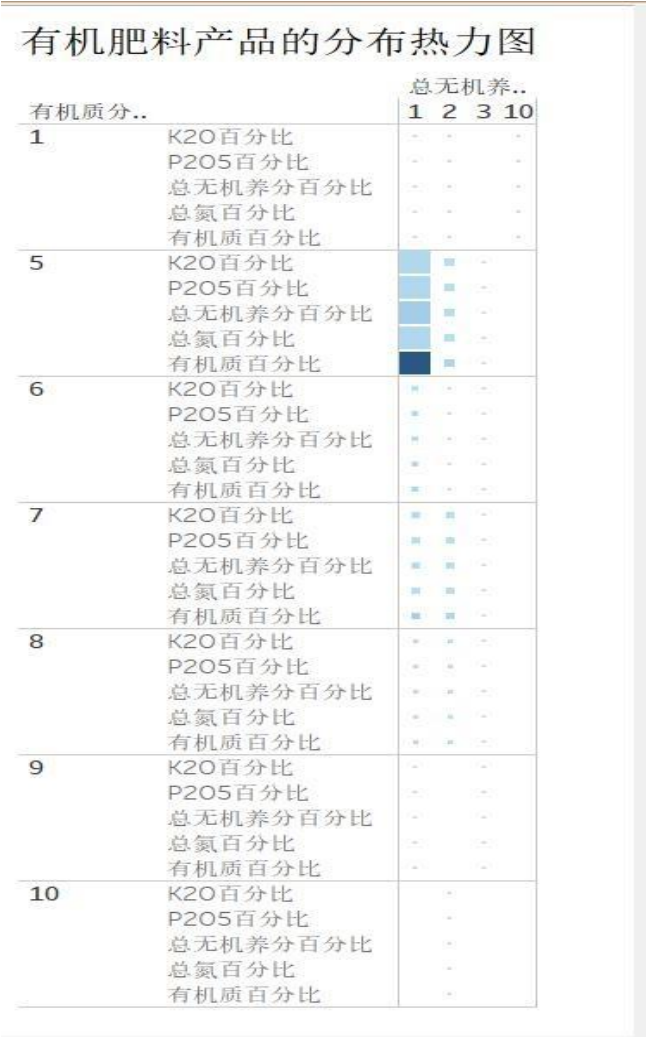 有机肥料产品的分布热力图
总无机养..
有机质分.. 1 2 3 10
1 K2O百分比
P2O5百分比
总无机养分百分比
总氮百分比
有机质百分比
5 K2O百分比
P2O5百分比
总无机养分百分比
总氮百分比
有机质百分比
6 K2O百分比
P2O5百分比
总无机养分百分比
总氮百分比
有机质百分比
7 K2O百分比
P2O5百分比
总无机养分百分比
总氮百分比
有机质百分比
8 K2O百分比
P2O5百分比
总无机养分百分比
总氮百分比
有机质百分比
9 K2O百分比
P2O5百分比
总无机养分百分比
总氮百分比
有机质百分比
10 K2O百分比
P2O5百分比
总无机养分百分比
总氮百分比
有机质百分比